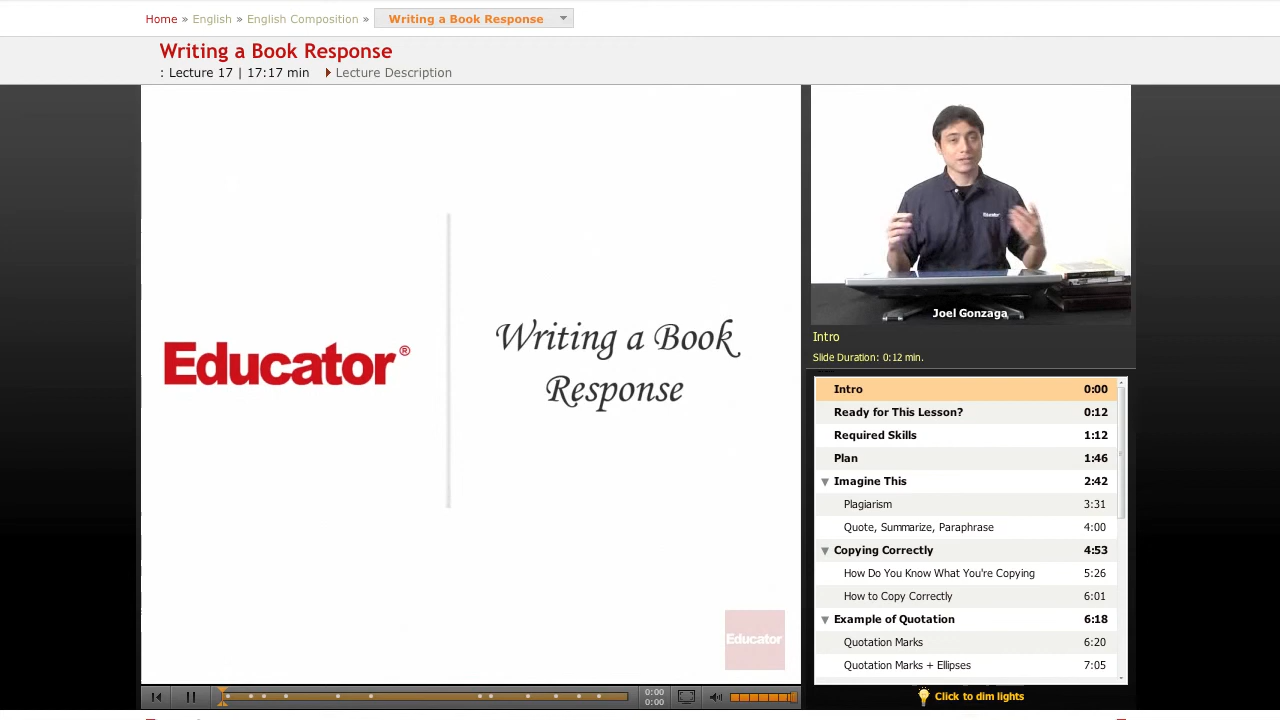 Home » English » English Composition » Writing a Book Response
Writing a Book Response
: Lecture 17 | 17:17 min Lecture Description
Educator®
Writing a Book
Response
Educator
Educator
Joel Gonzaga
Intro
Slide Duration: 0:12 min.
Intro 0:00
Ready for This Lesson? 0:12
Required Skills 1:12
Plan 1:46
Imagine This 2:42
Plagiarism 3:31
Quote, Summarize, Paraphrase 4:00
Copying Correctly 4:53
How Do You Know What You're Copying 5:26
How to Copy Correctly 6:01
Example of Quotation 6:18
Quotation Marks 6:20
Quotation Marks + Ellipses 7:05
0:00
0:00
Click to dim lights